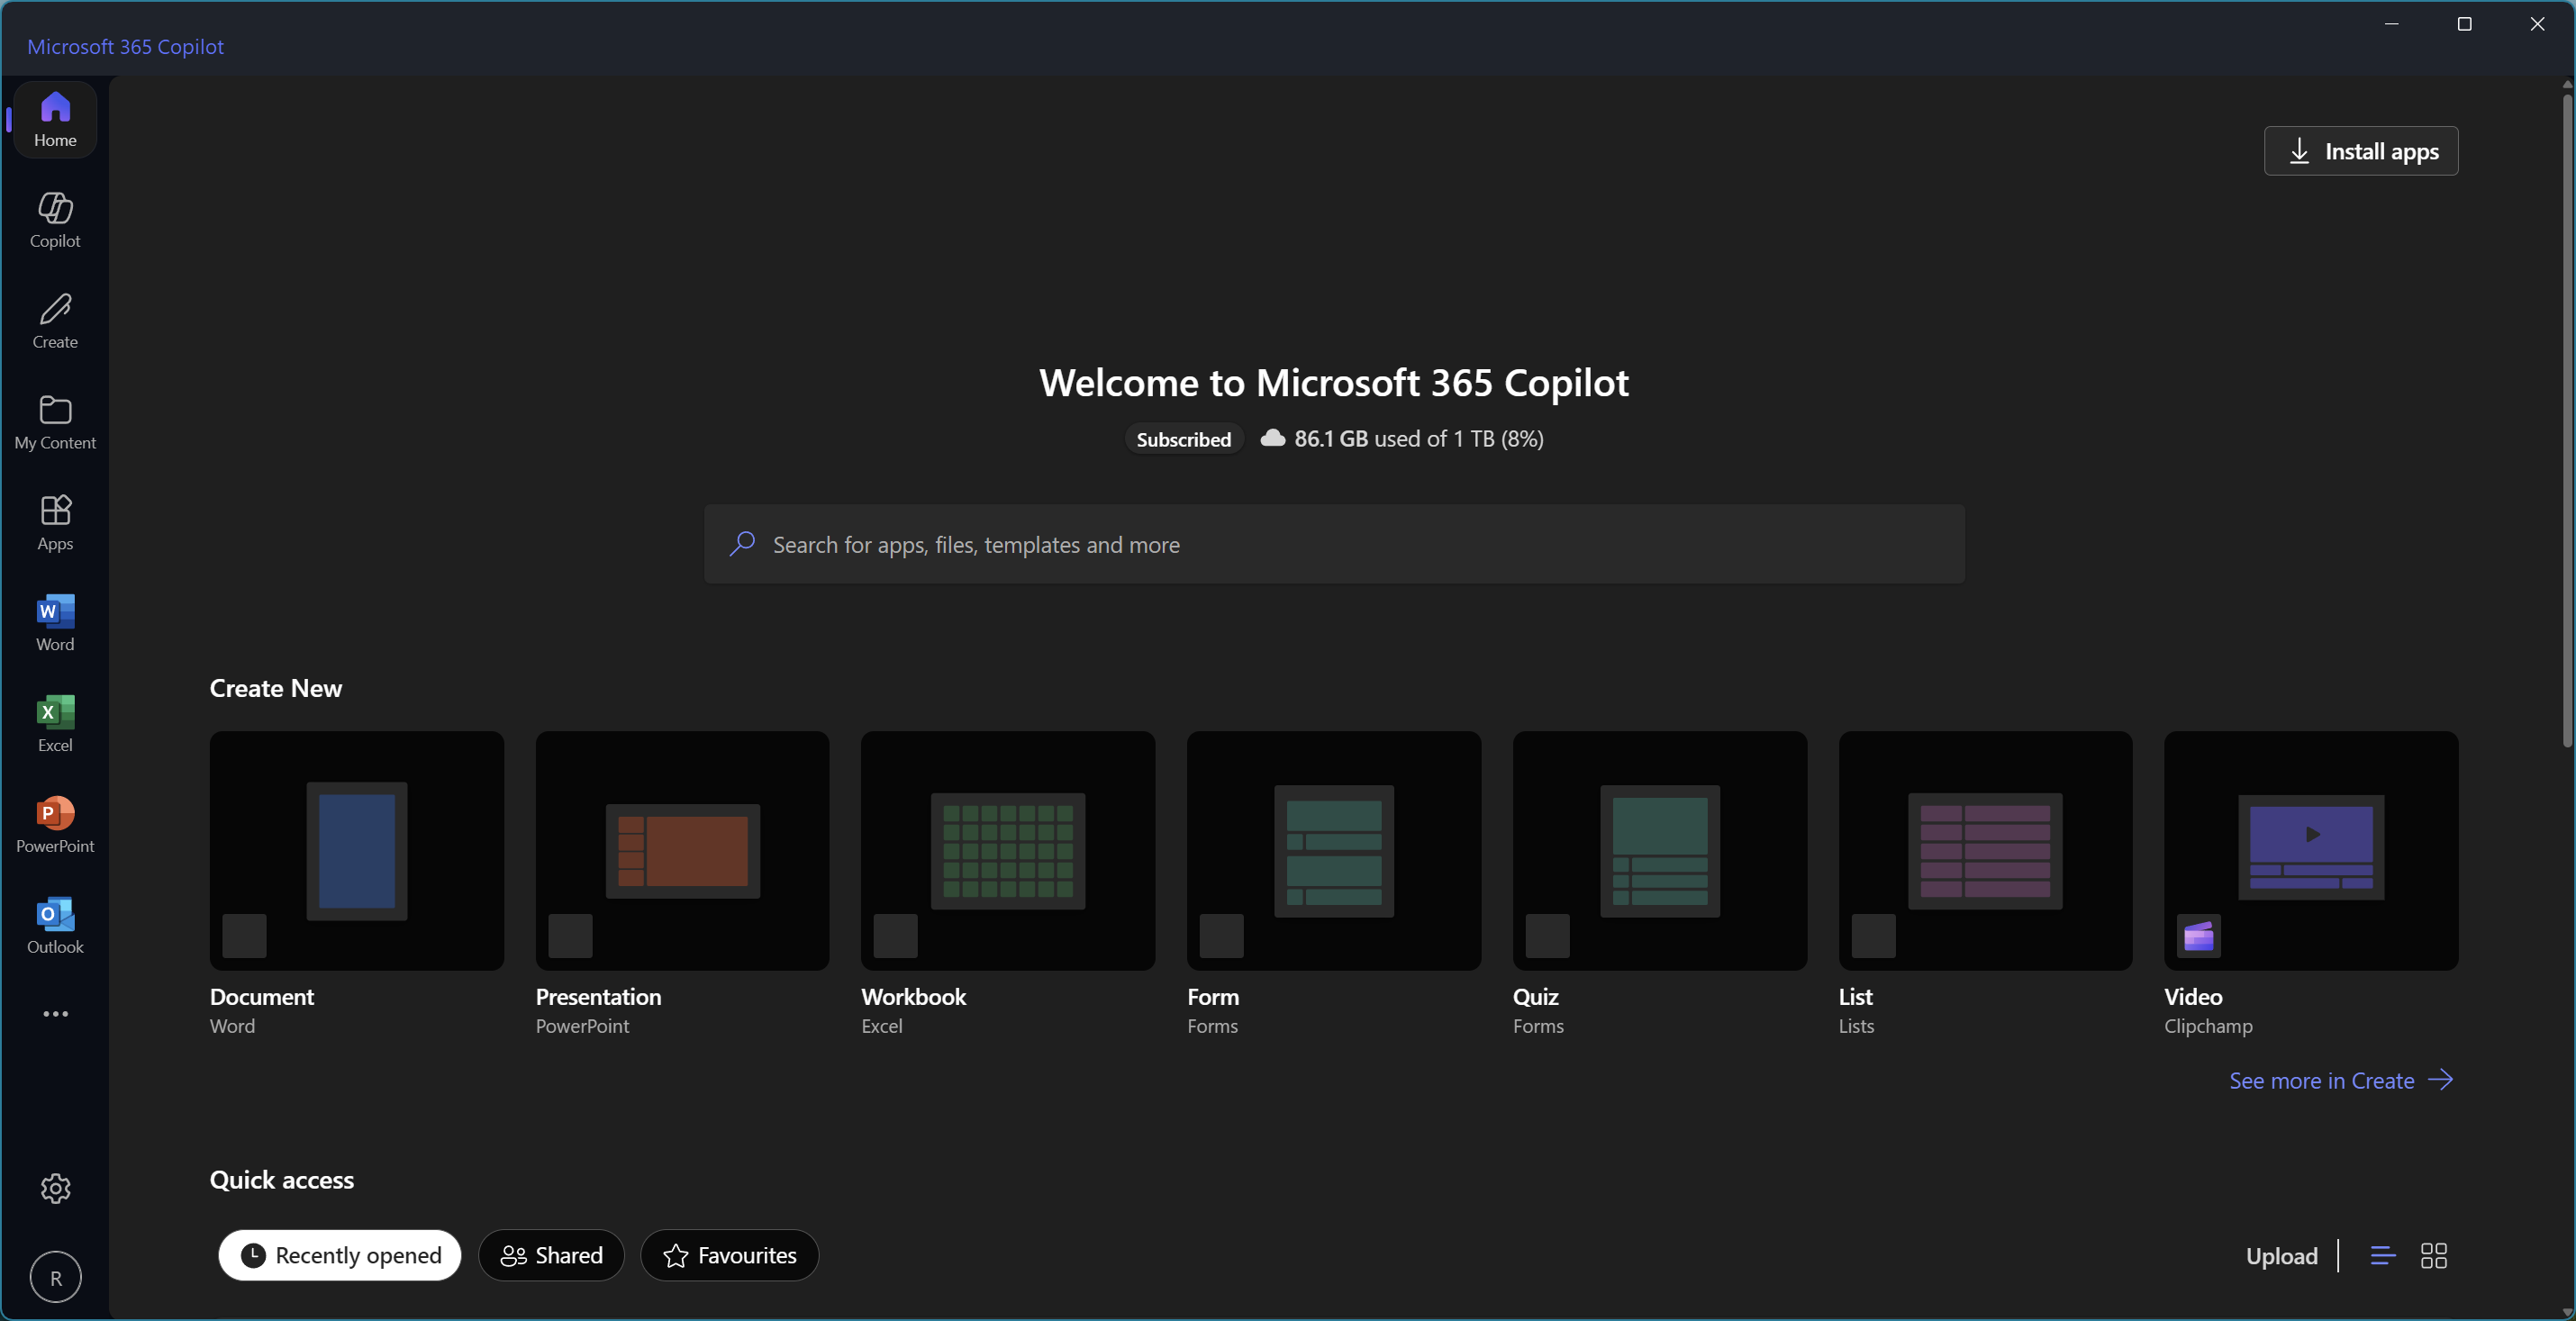 Microsoft 365 Copilot
Home
Copilot
Create
My Content
Apps
W
Word
X
Excel
P
PowerPoint
O
Outlook
R
Install apps
Welcome to Microsoft 365 Copilot
Subscribed 86.1 GB used of 1 TB (8%)
Search for apps, files, templates and more
Create New
Document
Word
Presentation
PowerPoint
Workbook
Excel
Form
Forms
Quiz
Forms
List
Lists
Video
Clipchamp
See more in Create
Quick access
Recently opened Shared Favourites Upload